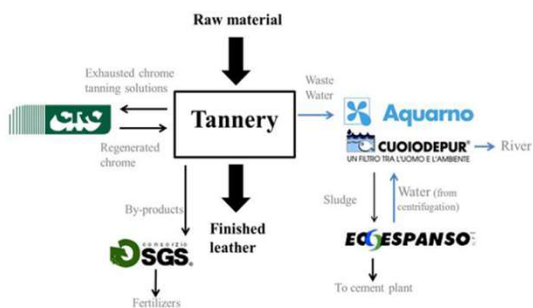 Raw material
Exhausted chrome
tanning solutions
Waste
Water
Tannery
Aquarno
CUOIODEPUR®
UN FILTRO TRA L'UOMO E L'AMBIENTE
River
Regenerated
chrome
By-products
Finished
leather
Sludge
Water (from
centrifugation)
consorzio
SGS®
ECOESPANSO
Fertilizers
To cement plant